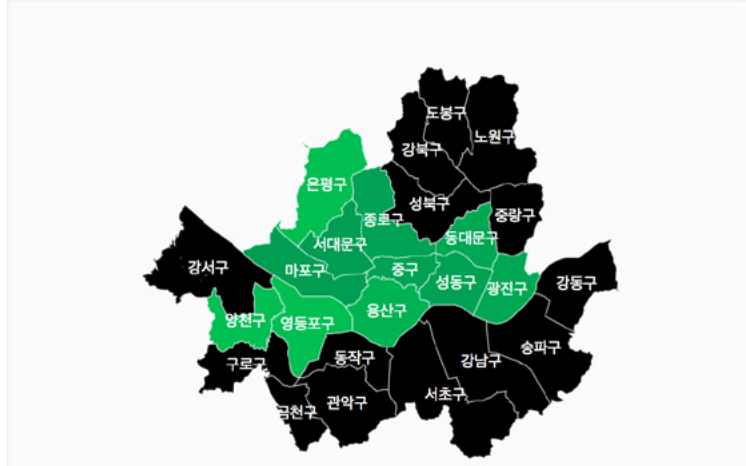 도봉구
노원구
강북구
은평구
성북구
종로구
중랑구
서대문구
동대문구
강서구
마포구
중구
성동구
광진구
강동구
용산구
양천구
영등포구
송파구
동작구
강남구
구로구
서초구
관악구
금천구